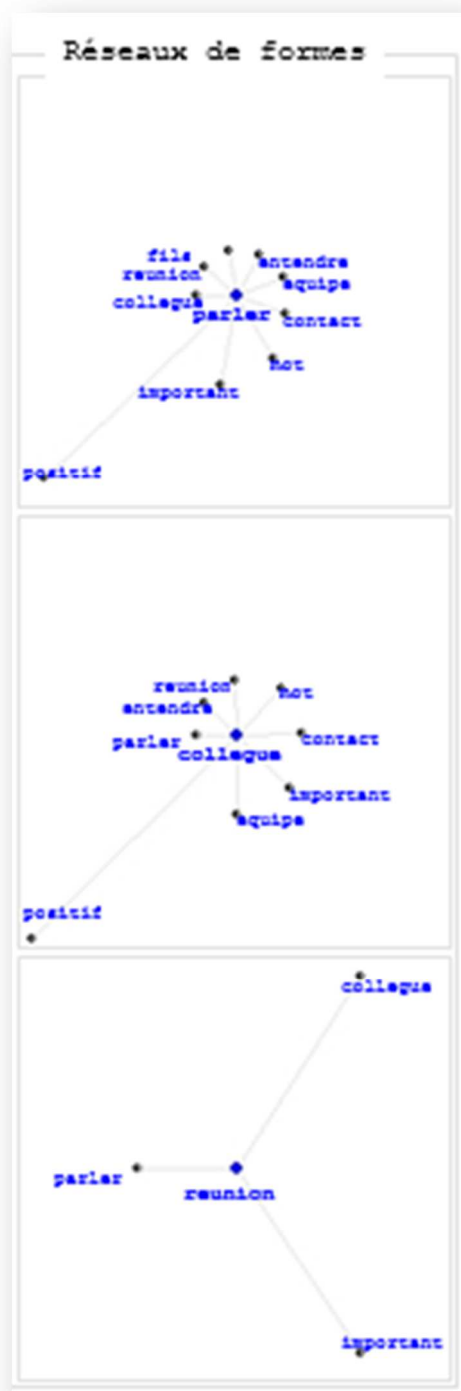 Réseaux de formes
fils
entendre
reunion
equipe
collegue
parler
contact
mot
important
positif
reunion
mot
entendre
parler
contact
collegue
important
equipe
positif
collegue
parler
reunion
important